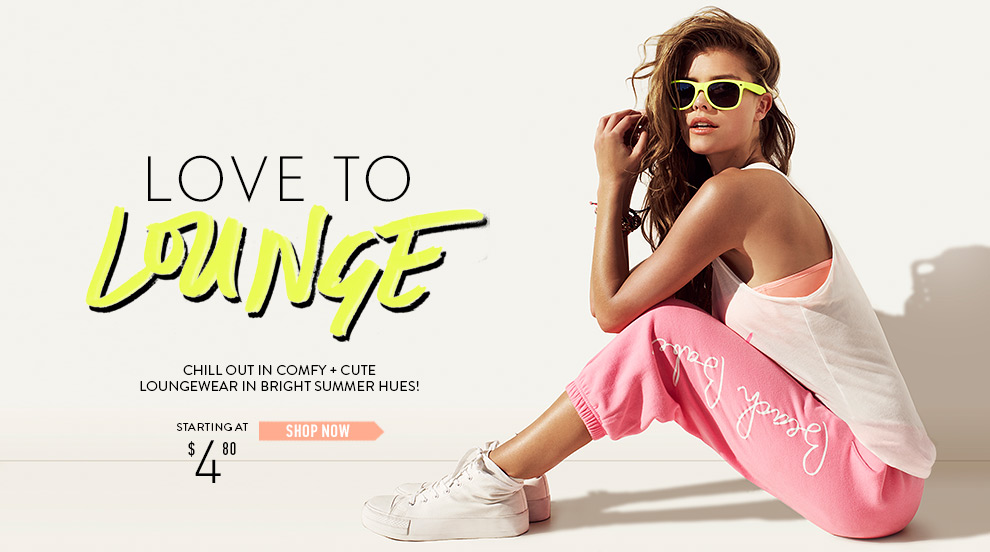 LOVE TO
LOUNGE
CHILL OUT IN COMFY + CUTE
LOUNGEWEAR IN BRIGHT SUMMER HUES!
STARTING AT
$4.80
SHOP NOW
Beach Babe